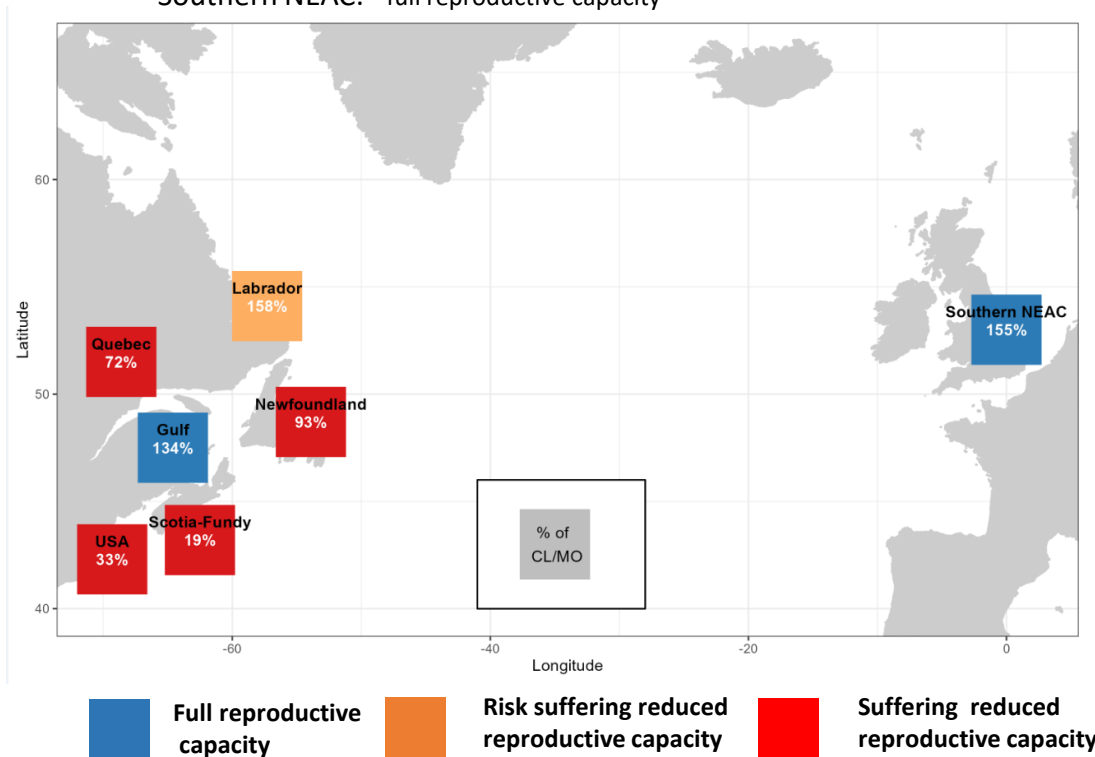 Southern NEAC: full reproductive capacity
60
50
40
Latitude
Labrador
158%
Quebec
72%
Newfoundland
93%
Gulf
134%
Scotia-Fundy
19%
USA
33%
Southern NEAC
155%
% of
CL/MO
-60
-40
-20
0
Longitude
Full reproductive
capacity
Risk suffering reduced
reproductive capacity
Suffering reduced
reproductive capacity